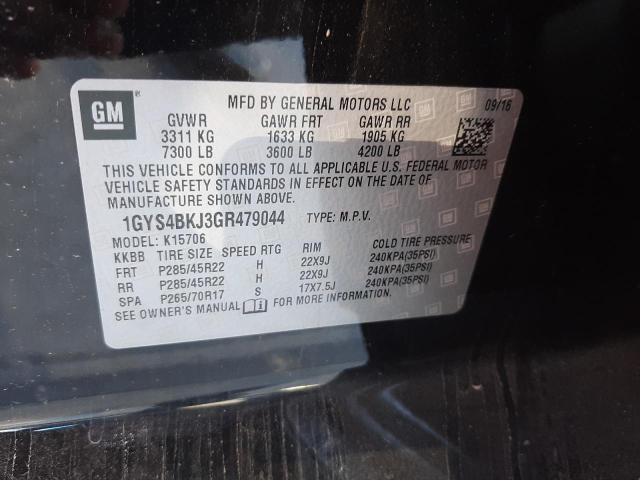 GM
MFD BY GENERAL MOTORS LLC 09/16
GVWR GAWR FRT GAWR RR
3311 KG 1633 KG 1905 KG
7300 LB 3600 LB 4200 LB
THIS VEHICLE CONFORMS TO ALL APPLICABLE U.S. FEDERAL MOTOR
VEHICLE SAFETY STANDARDS IN EFFECT ON THE DATE OF
MANUFACTURE SHOWN ABOVE.
1GYS4BKJ3GR479044 TYPE: M.P.V.
MODEL: K15706
KKBB TIRE SIZE SPEED RTG RIM COLD TIRE PRESSURE
FRT P285/45R22 H 22X9J 240KPA(35PSI)
RR P285/45R22 H 22X9J 240KPA(35PSI)
SPA P265/70R17 S 17X7.5J 240KPA(35PSI)
SEE OWNER'S MANUAL FOR MORE INFORMATION.